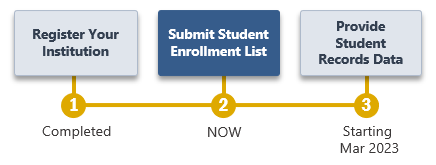 Register Your
Institution
Submit Student
Enrollment List
Provide
Student
Records Data
1
2
3
Completed
NOW
Starting
Mar 2023